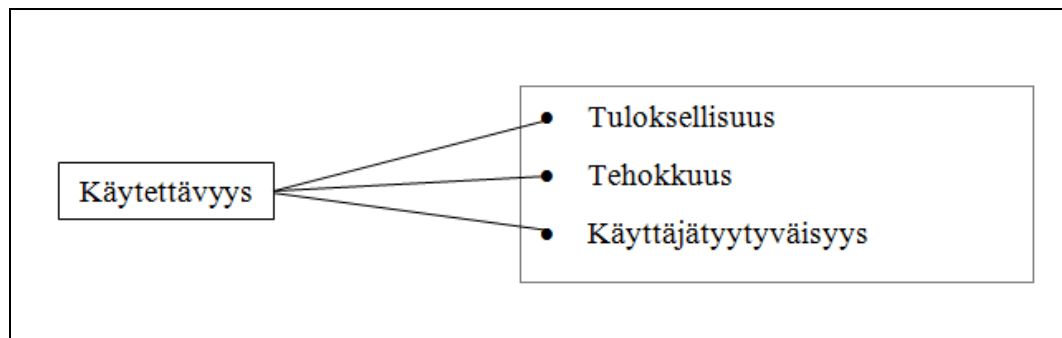 Käytettävyys
• Tuloksellisuus
• Tehokkuus
• Käyttäjätyytyväisyys